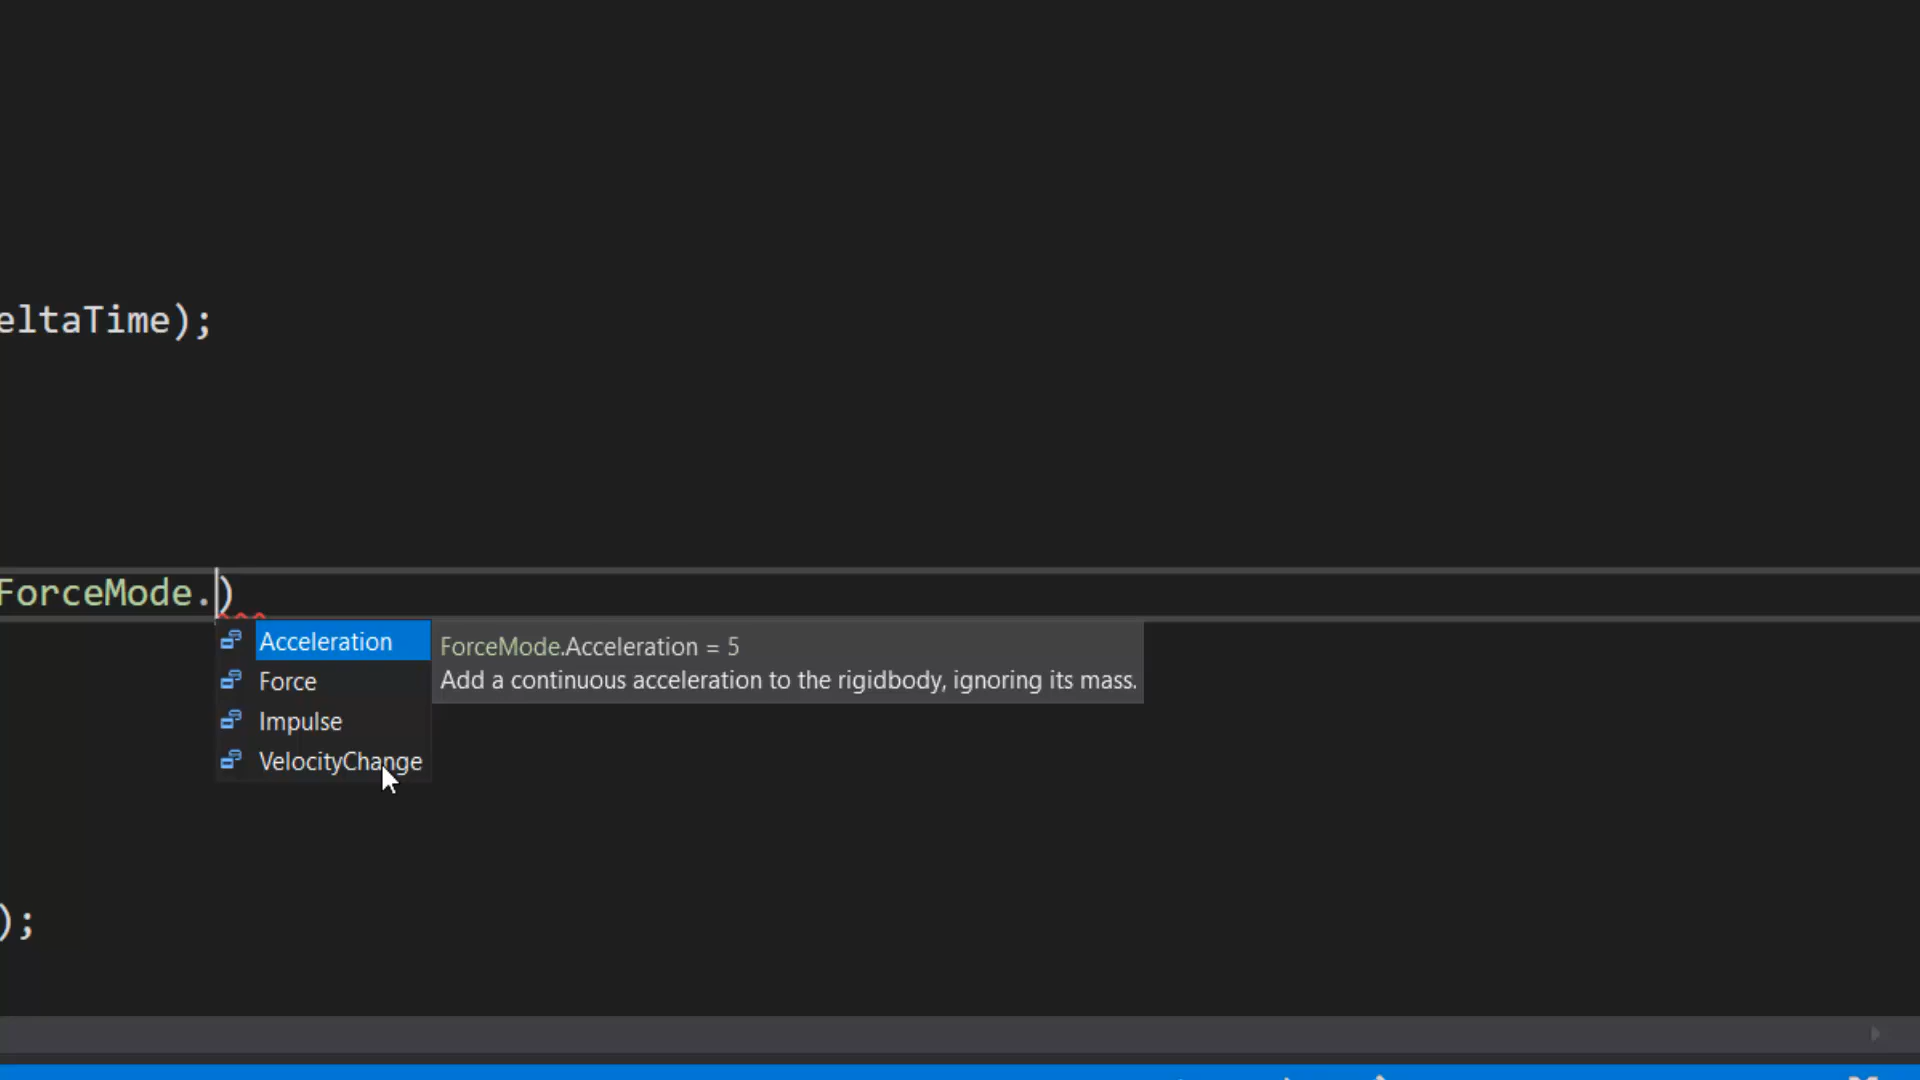 eltaTime);
ForceMode.)
Acceleration
Force
Impulse
VelocityChange
ForceMode.Acceleration = 5
Add a continuous acceleration to the rigidbody, ignoring its mass.
);